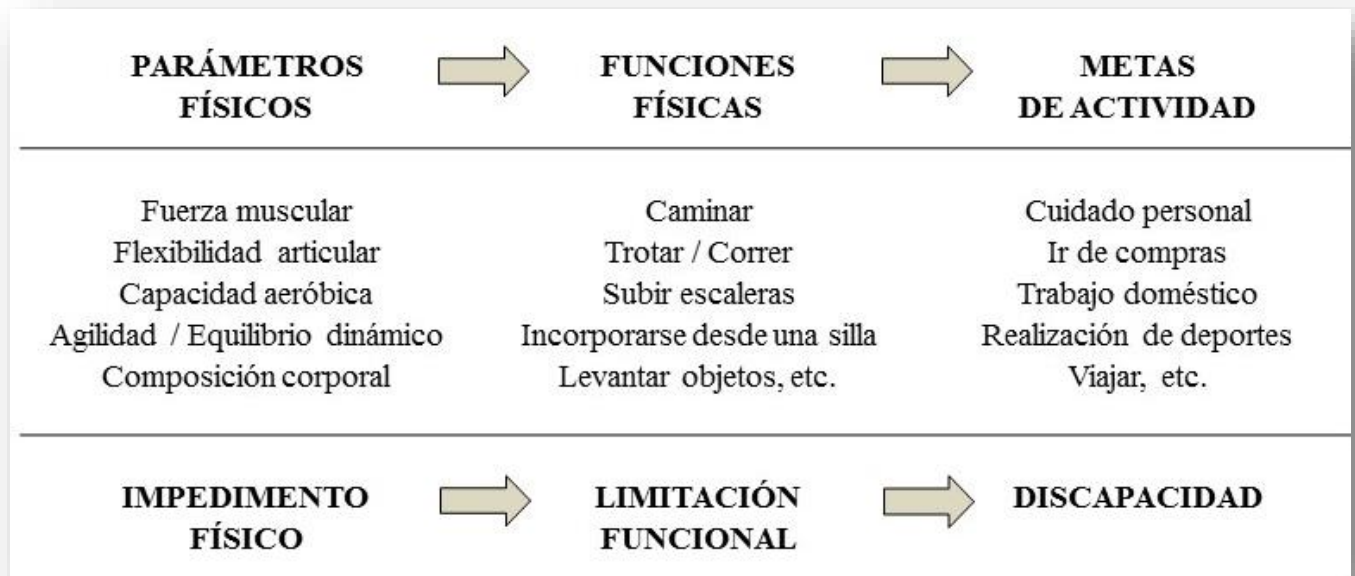 PARÁMETROS
FÍSICOS
FUNCIONES
FÍSICAS
METAS
DE ACTIVIDAD
Fuerza muscular
Flexibilidad articular
Capacidad aeróbica
Agilidad / Equilibrio dinámico
Composición corporal
Caminar
Trotar / Correr
Subir escaleras
Incorporarse desde una silla
Levantar objetos, etc.
Cuidado personal
Ir de compras
Trabajo doméstico
Realización de deportes
Viajar, etc.
IMPEDIMENTO
FÍSICO
LIMITACIÓN
FUNCIONAL
DISCAPACIDAD